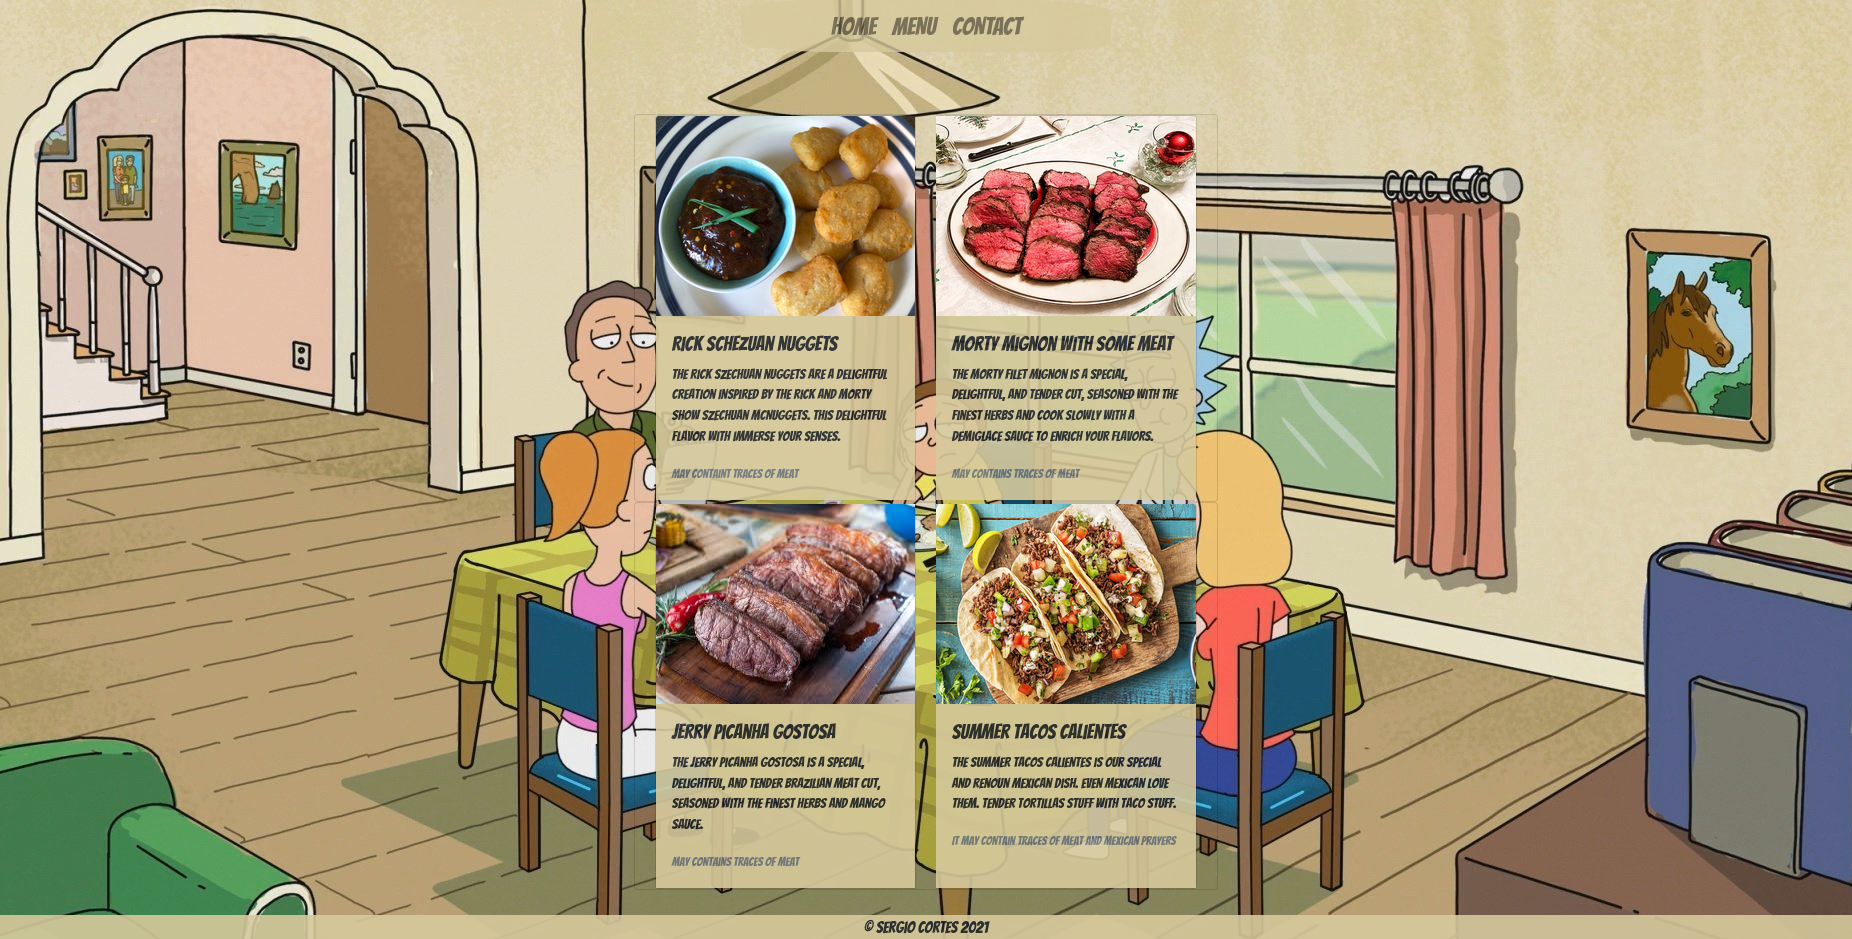 HOME MENU CONTACT
RICK SCHEZUAN NUGGETS
THE RICK SZECHUAN NUGGETS ARE A DELIGHTFUL
CREATION INSPIRED BY THE RICK AND MORTY
SHOW SZECHUAN MCNUGGETS. THIS DELIGHTFUL
FLAVOR WITH IMMERSE YOUR SENSES.
MAY CONTAINT TRACES OF MEAT
MORTY MIGNON WITH SOME MEAT
THE MORTY FILET MIGNON IS A SPECIAL,
DELIGHTFUL, AND TENDER CUT, SEASONED WITH THE
FINEST HERBS AND COOK SLOWLY WITH A
DEMIGLACE SAUCE TO ENRICH YOUR FLAVORS.
MAY CONTAINS TRACES OF MEAT
JERRY PICANHA GOSTOSA
THE JERRY PICANHA GOSTOSA IS A SPECIAL,
DELIGHTFUL, AND TENDER BRAZILIAN MEAT CUT,
SEASONED WITH THE FINEST HERBS AND MANGO
SAUCE.
MAY CONTAINS TRACES OF MEAT
SUMMER TACOS CALIENTES
THE SUMMER TACOS CALIENTES IS OUR SPECIAL
AND RENOUN MEXICAN DISH. EVEN MEXICAN LOVE
THEM. TENDER TORTILLAS STUFF WITH TACO STUFF.
IT MAY CONTAIN TRACES OF MEAT AND MEXICAN PRAYERS
© SERGIO CORTES 2021